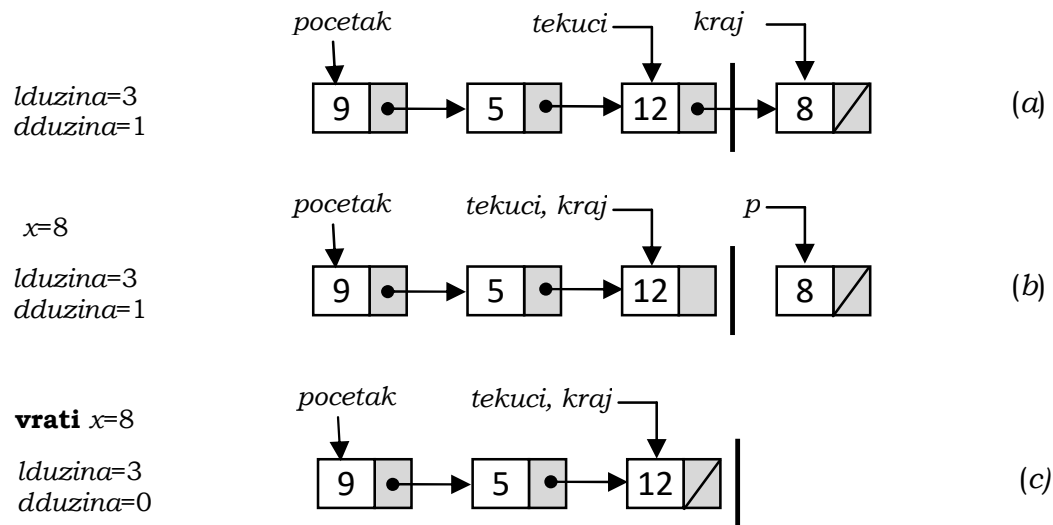 pocetak tekuci kraj
lduzina=3
dduzina=1
9 5 12 8 (a)
pocetak tekuci, kraj p
x=8
lduzina=3
dduzina=1
9 5 12 8 (b)
pocetak tekuci, kraj
vrati x=8
lduzina=3
dduzina=0
9 5 12 (c)